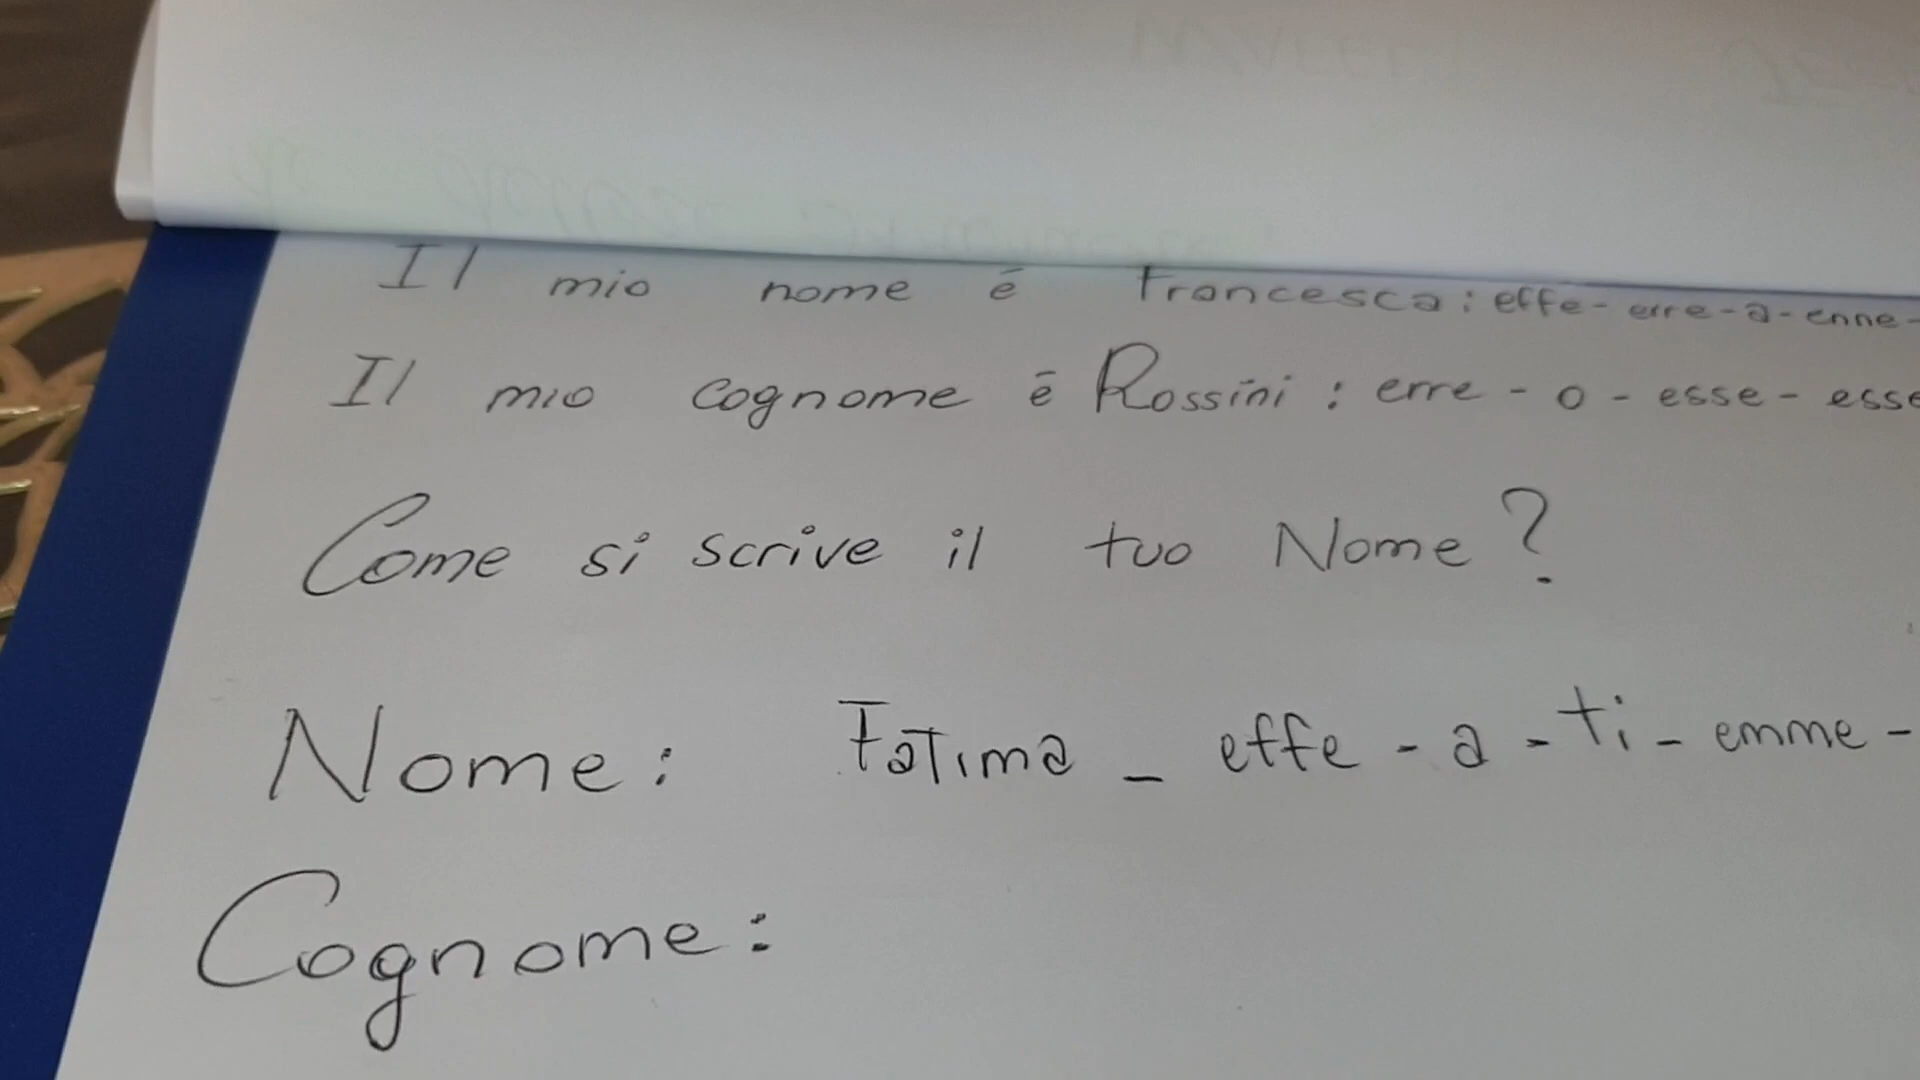 Il mio nome é Francesca: effe- erre-a-enne-
Il mio cognome é Rossini: erre - o - esse - esse
Come si scrive il tuo Nome?
Nome: Fatima _ effe - a - ti - emme -
Cognome: